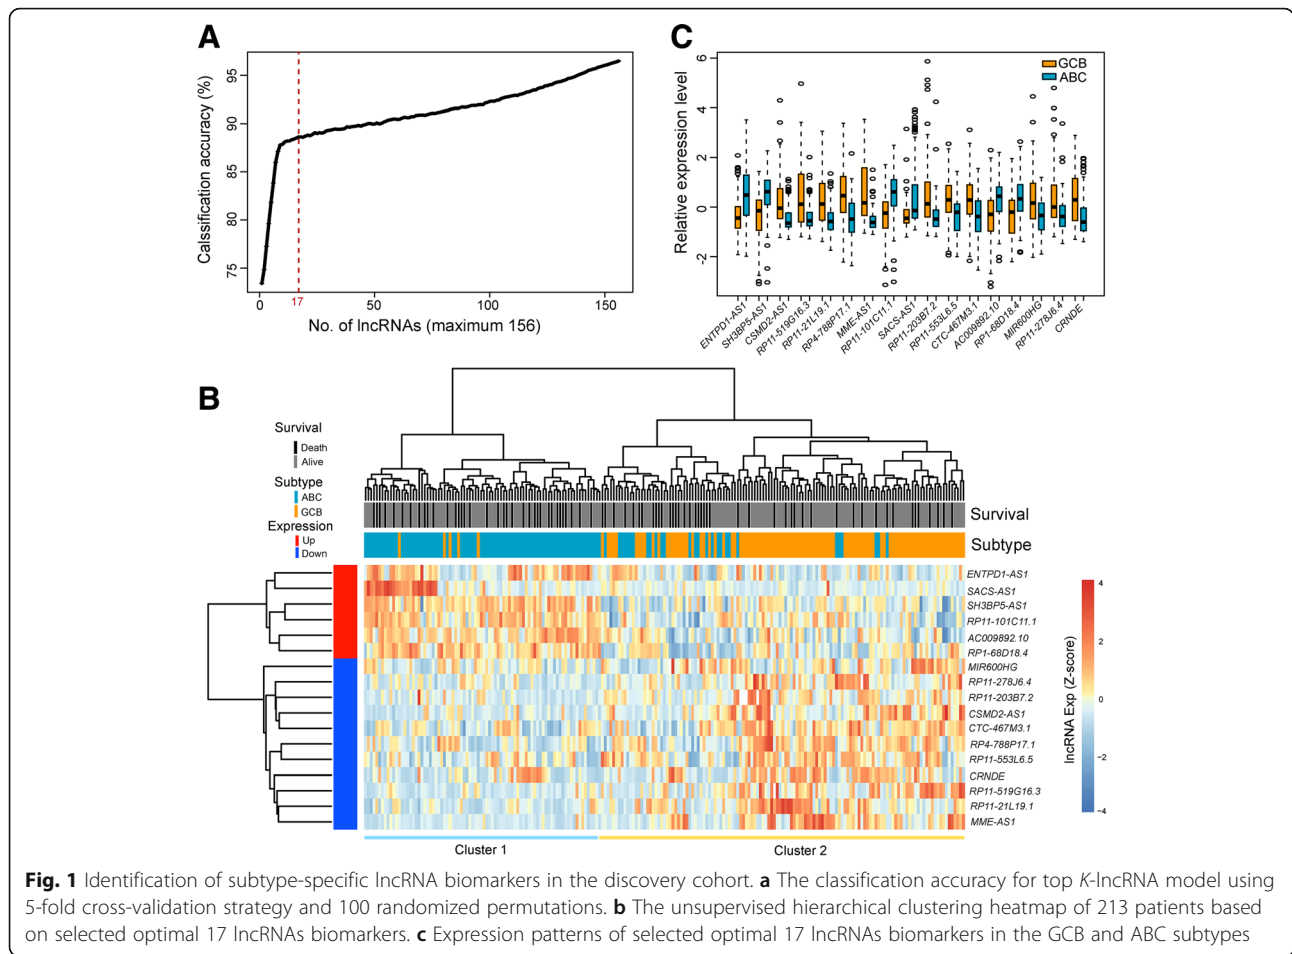 A
Calssification accuracy (%)
95
90
85
80
75
0
17
50
100
150
No. of lncRNAs (maximum 156)
C
Relative expression level
6
4
2
0
-2
GCB
ABC
ENTPD1-AS1
SH3BP5-AS1
CSMD2-AS1
RP11-519G16.3
RP11-21L19.1
RP4-788P17.1
MME-AS1
RP11-101C11.1
SACS-AS1
RP11-203B7.2
RP11-553L6.5
CTC-467M3.1
AC009892.10
RP1-68D18.4
MIR600HG
RP11-278J6.4
CRNDE
B
Survival
Death
Alive
Subtype
ABC
GCB
Expression
Up
Down
Survival
Subtype
ENTPD1-AS1
SACS-AS1
SH3BP5-AS1
RP11-101C11.1
AC009892.10
RP1-68D18.4
MIR600HG
RP11-278J6.4
RP11-203B7.2
CSMD2-AS1
CTC-467M3.1
RP4-788P17.1
RP11-553L6.5
CRNDE
RP11-519G16.3
RP11-21L19.1
MME-AS1
lncRNA Exp (Z-score)
4
2
0
−2
−4
Cluster 1
Cluster 2
Fig. 1 Identification of subtype-specific lncRNA biomarkers in the discovery cohort. a The classification accuracy for top K-lncRNA model using
5-fold cross-validation strategy and 100 randomized permutations. b The unsupervised hierarchical clustering heatmap of 213 patients based
on selected optimal 17 lncRNAs biomarkers. c Expression patterns of selected optimal 17 lncRNAs biomarkers in the GCB and ABC subtypes